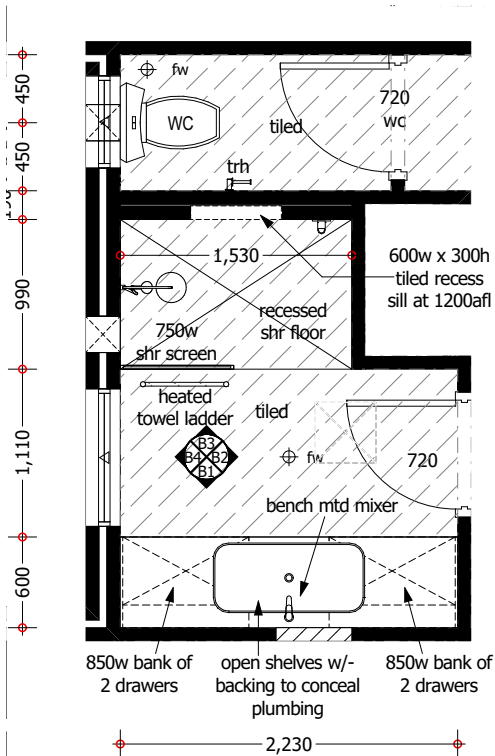 fw
WC
tiled
720
wc
trh
450
450
1,530
600w x 300h
tiled recess
sill at 1200afl
990
750w
shr screen
recessed
shr floor
heated
towel ladder
tiled
B3
B4
B2
B1
fw
720
1,110
bench mtd mixer
600
850w bank of
2 drawers
open shelves w/-
backing to conceal
plumbing
850w bank of
2 drawers
2,230